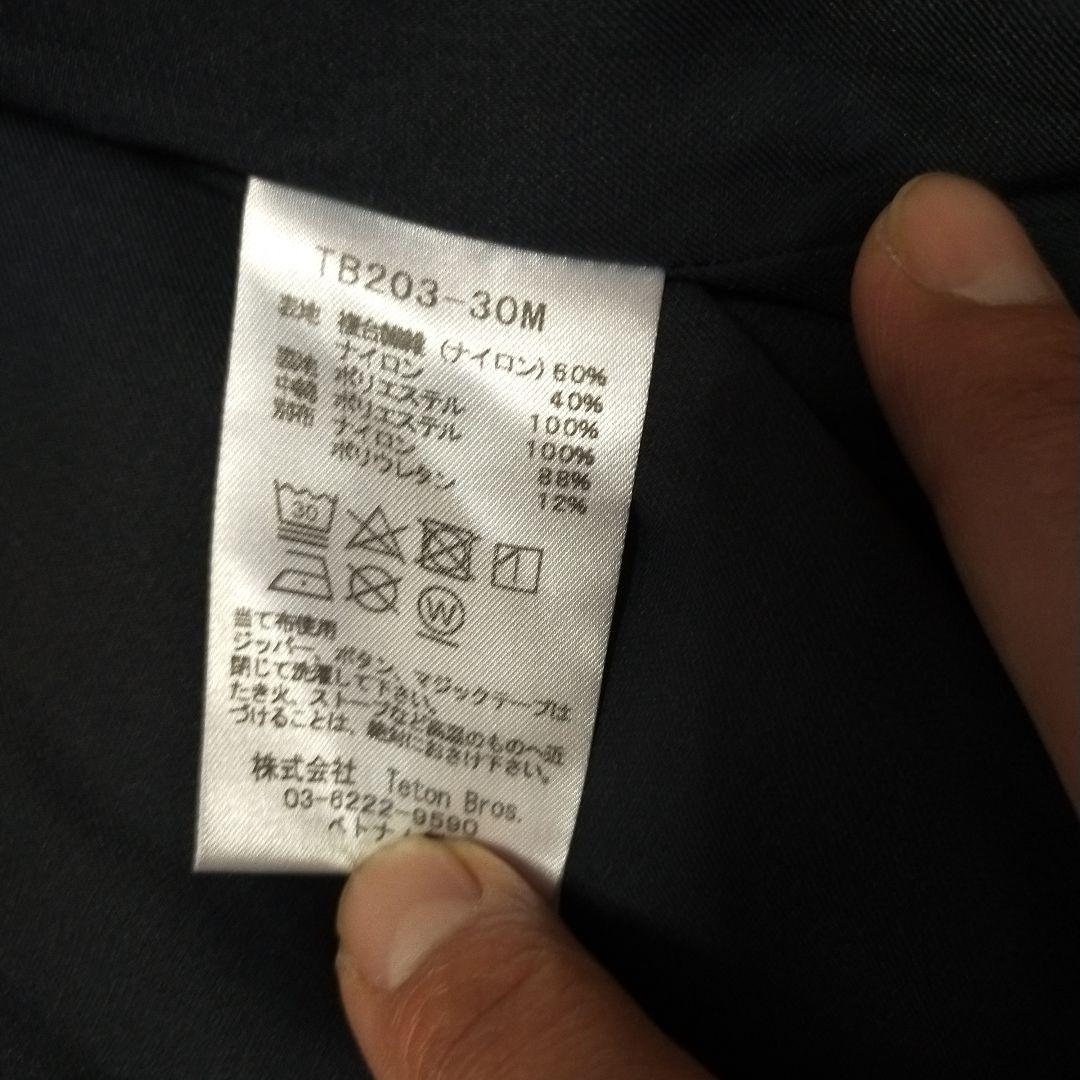 TB203-30M
表地 複合繊維 (ナイロン) 60%
ナイロン 40%
ポリエステル 100%
ポリエステル 100%
ナイロン 88%
ポリウレタン 12%
30
W
当て布使用
ジッパー、ボタン、マジックテープは
閉じて洗濯して下さい。
たき火、ストーブなど高温のものへ近
づけることは、絶対におさけ下さい。
株式会社 Teton Bros.
03-6222-9590
ベトナ